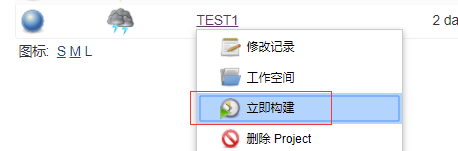 TEST1 2 da
图标: S M L
修改记录
工作空间
立即构建
删除 Project